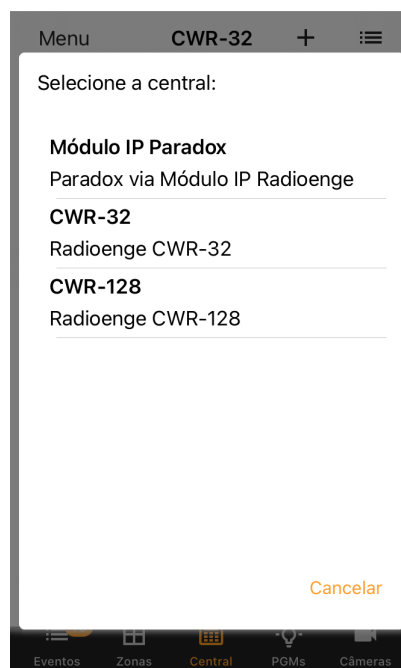 Menu CWR-32 +
Selecione a central:
Módulo IP Paradox
Paradox via Módulo IP Radioenge
CWR-32
Radioenge CWR-32
CWR-128
Radioenge CWR-128
Cancelar
Eventos Zonas Central PGMs Câmeras